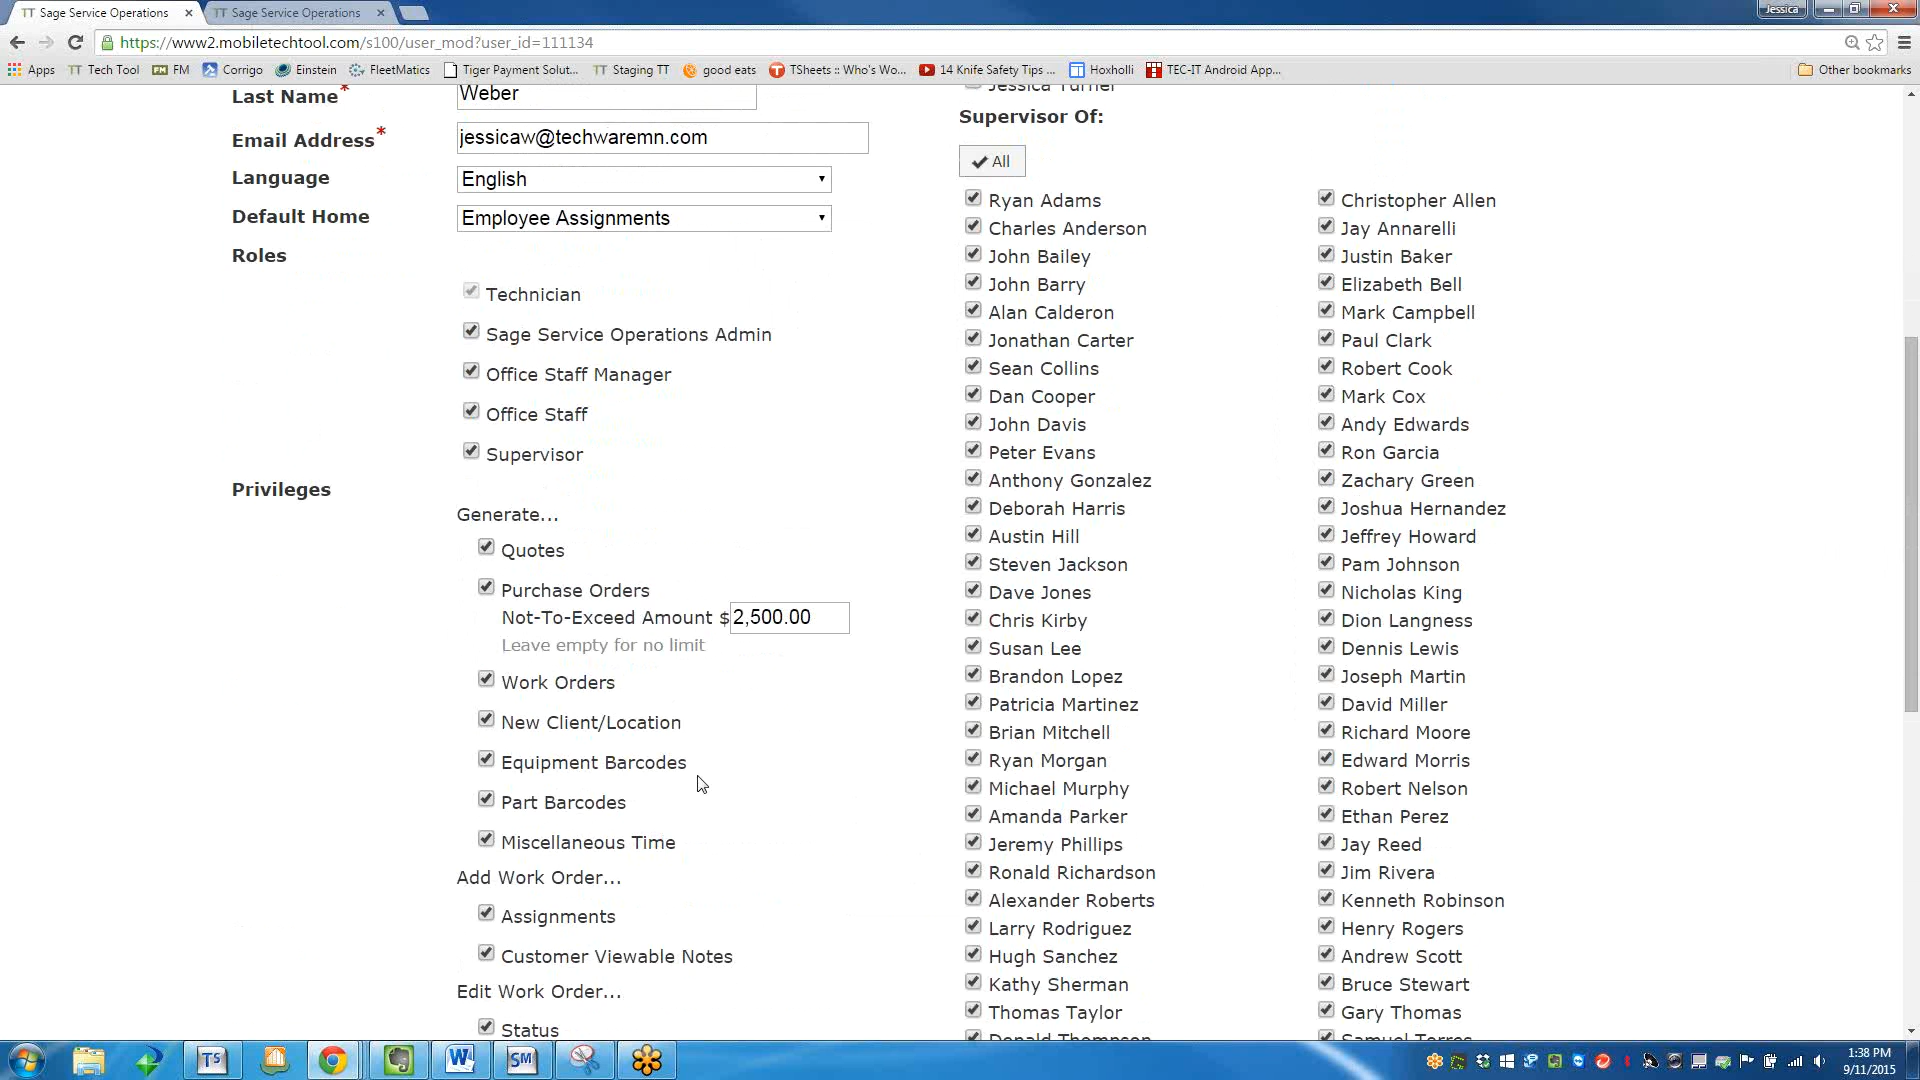 TT Sage Service Operations
TT Sage Service Operations
Jessica
https://www2.mobiletechtool.com/s100/user_mod?user_id=111134
Apps
TT Tech Tool
FM FM
Corrigo
Einstein
FleetMatics
Tiger Payment Solut...
TT Staging TT
good eats
TSheets :: Who's Wo...
14 Knife Safety Tips ...
Hoxholli
TEC-IT Android App...
Other bookmarks
Last Name*
Weber
Email Address*
jessicaw@techwaremn.com
Language
English
Default Home
Employee Assignments
Roles
Technician
Sage Service Operations Admin
Office Staff Manager
Office Staff
Supervisor
Privileges
Generate...
Quotes
Purchase Orders
Not-To-Exceed Amount $2,500.00
Leave empty for no limit
Work Orders
New Client/Location
Equipment Barcodes
Part Barcodes
Miscellaneous Time
Add Work Order...
Assignments
Customer Viewable Notes
Edit Work Order...
Status
Jessica Turner
Supervisor Of:
All
Ryan Adams
Charles Anderson
John Bailey
John Barry
Alan Calderon
Jonathan Carter
Sean Collins
Dan Cooper
John Davis
Peter Evans
Anthony Gonzalez
Deborah Harris
Austin Hill
Steven Jackson
Dave Jones
Chris Kirby
Susan Lee
Brandon Lopez
Patricia Martinez
Brian Mitchell
Ryan Morgan
Michael Murphy
Amanda Parker
Jeremy Phillips
Ronald Richardson
Alexander Roberts
Larry Rodriguez
Hugh Sanchez
Kathy Sherman
Thomas Taylor
Donald Thompson
Christopher Allen
Jay Annarelli
Justin Baker
Elizabeth Bell
Mark Campbell
Paul Clark
Robert Cook
Mark Cox
Andy Edwards
Ron Garcia
Zachary Green
Joshua Hernandez
Jeffrey Howard
Pam Johnson
Nicholas King
Dion Langness
Dennis Lewis
Joseph Martin
David Miller
Richard Moore
Edward Morris
Robert Nelson
Ethan Perez
Jay Reed
Jim Rivera
Kenneth Robinson
Henry Rogers
Andrew Scott
Bruce Stewart
Gary Thomas
Samuel Torres
TS
W
SM
1:38 PM
9/11/2015